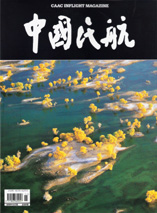 CAAC INFLIGHT MAGAZINE
中國民航